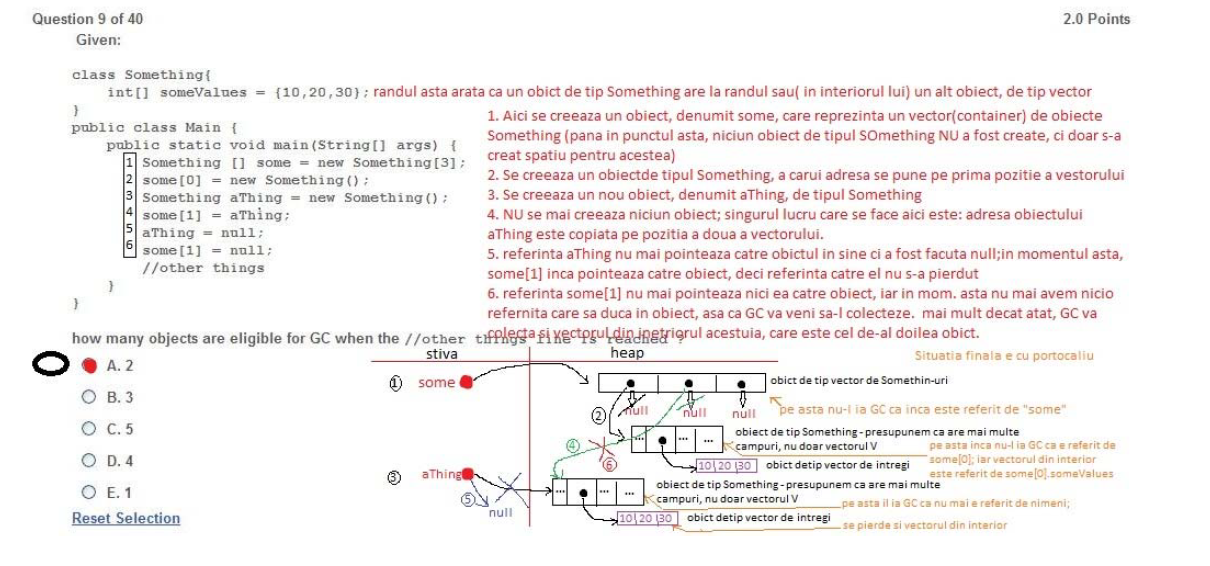 Question 9 of 40
2.0 Points
Given:
class Something{
int[] someValues = {10,20,30}; randul asta arata ca un obict de tip Something are la randul sau( in interiorul lui) un alt obiect, de tip vector
}
public class Main {
public static void main(String[] args) {
1 Something [] some = new Something[3];
2 some[0] = new Something();
3 Something aThing = new Something();
4 some[1] = aThing;
5 aThing = null;
6 some[1] = null;
//other things
}
}
1. Aici se creeaza un obiect, denumit some, care reprezinta un vector(container) de obiecte
Something (pana in punctul asta, niciun obiect de tipul SOmething NU a fost create, ci doar s-a
creat spatiu pentru acestea)
2. Se creeaza un obiectde tipul Something, a carui adresa se pune pe prima pozitie a vestorului
3. Se creeaza un nou obiect, denumit aThing, de tipul Something
4. NU se mai creeaza niciun obiect; singurul lucru care se face aici este: adresa obiectului
aThing este copiata pe pozitia a doua a vectorului.
5. referinta aThing nu mai pointeaza catre obictul in sine ci a fost facuta null;in momentul asta,
some[1] inca pointeaza catre obiect, deci referinta catre el nu s-a pierdut
6. referinta some[1] nu mai pointeaza nici ea catre obiect, iar in mom. asta nu mai avem nicio
refernita care sa duca in obiect, asa ca GC va veni sa-l colecteze. mai mult decat atat, GC va
colecta si vectorul din inetriorul acestuia, care este cel de-al doilea obict.
how many objects are eligible for GC when the //other things line is reached ?
A. 2
B. 3
C. 5
D. 4
E. 1
Reset Selection
stiva
heap
Situatia finala e cu portocaliu
1 some
obict de tip vector de Somethin-uri
null
null
null
pe asta nu-l ia GC ca inca este referit de "some"
2
obiect de tip Something - presupunem ca are mai multe
campuri, nu doar vectorul V
... ... ...
pe asta inca nu-l ia GC ca e referit de
some[0]; iar vectorul din interior
este referit de some[0].someValues
4
6
10 20 30 obict detip vector de intregi
3 aThing
5
null
obiect de tip Something - presupunem ca are mai multe
campuri, nu doar vectorul V
... ... ...
pe asta il ia GC ca nu mai e referit de nimeni;
10 20 30 obict detip vector de intregi
se pierde si vectorul din interior